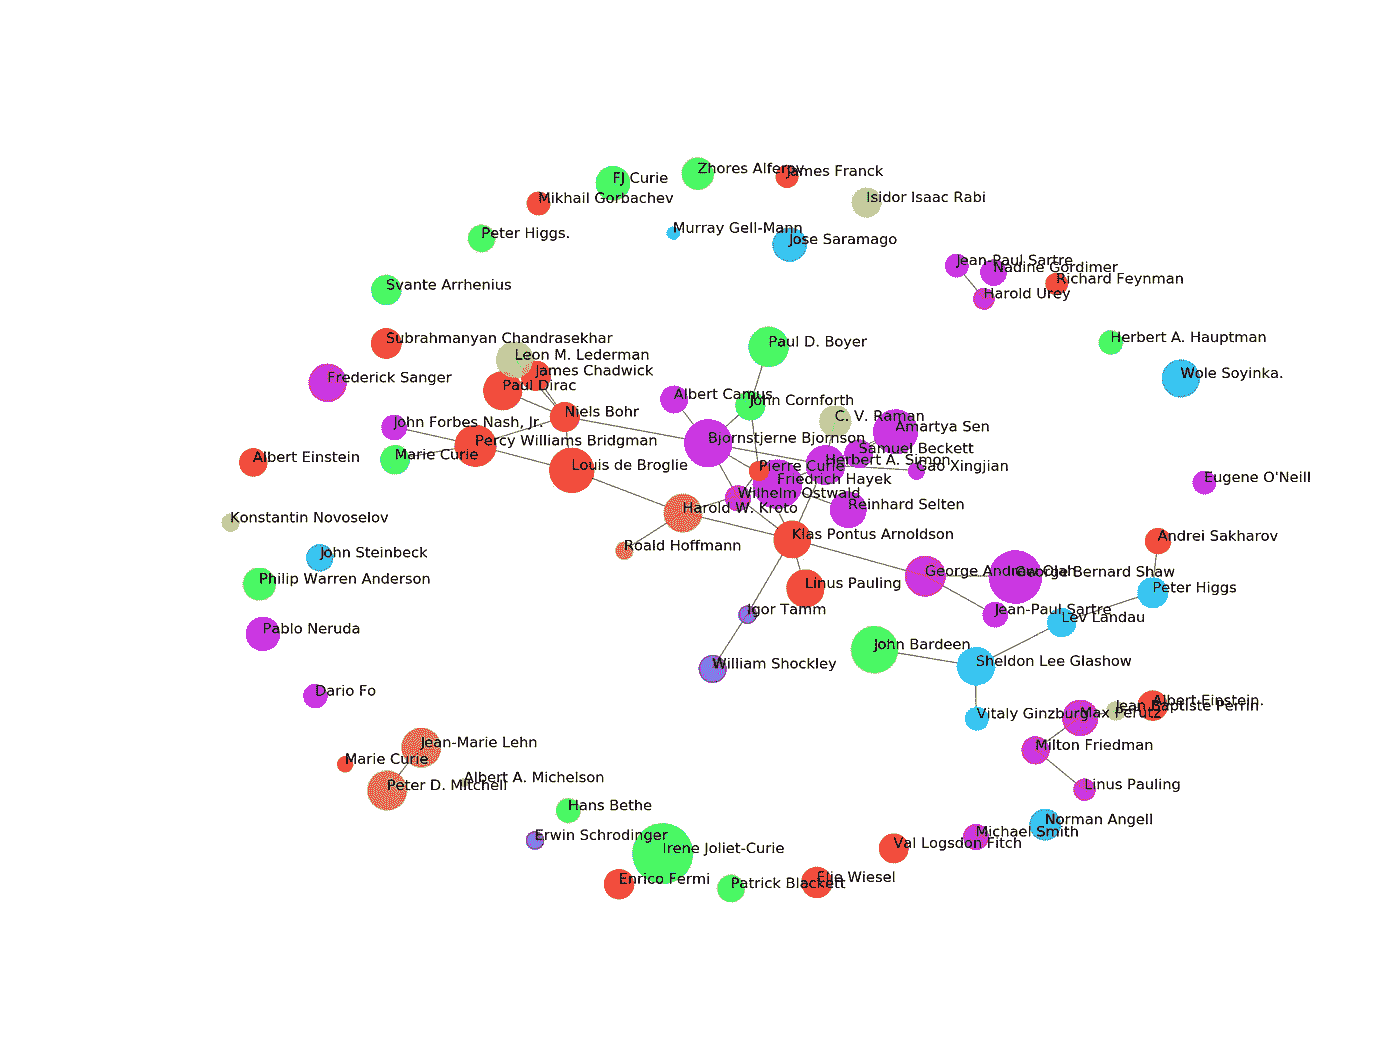 Zhores Alferov
James Franck
FJ Curie
Mikhail Gorbachev
Isidor Isaac Rabi
Murray Gell-Mann
Peter Higgs.
Jose Saramago
Jean-Paul Sartre
Nadine Gordimer
Richard Feynman
Svante Arrhenius
Harold Urey
Subrahmanyan Chandrasekhar
Herbert A. Hauptman
Paul D. Boyer
Leon M. Lederman
James Chadwick
Wole Soyinka.
Frederick Sanger
Paul Dirac
Albert Camus
John Cornforth
Niels Bohr
C. V. Raman
John Forbes Nash, Jr.
Amartya Sen
Bjornstjerne Bjornson
Percy Williams Bridgman
Samuel Beckett
Marie Curie
Albert Einstein
Herbert A. Simon
Louis de Broglie
Pierre Curie
Gao Xingjian
Friedrich Hayek
Eugene O'Neill
Wilhelm Ostwald
Reinhard Selten
Harold W. Kroto
Konstantin Novoselov
Klas Pontus Arnoldson
Andrei Sakharov
Roald Hoffmann
John Steinbeck
George Andrew Olah
George Bernard Shaw
Philip Warren Anderson
Linus Pauling
Peter Higgs
Igor Tamm
Jean-Paul Sartre
Lev Landau
Pablo Neruda
John Bardeen
Sheldon Lee Glashow
William Shockley
Dario Fo
Albert Einstein.
Jean Baptiste Perrin
Vitaly Ginzburg
Max Perutz
Jean-Marie Lehn
Milton Friedman
Marie Curie
Albert A. Michelson
Peter D. Mitchell
Linus Pauling
Hans Bethe
Norman Angell
Erwin Schrodinger
Michael Smith
Val Logsdon Fitch
Irene Joliet-Curie
Enrico Fermi
Patrick Blackett
Elie Wiesel